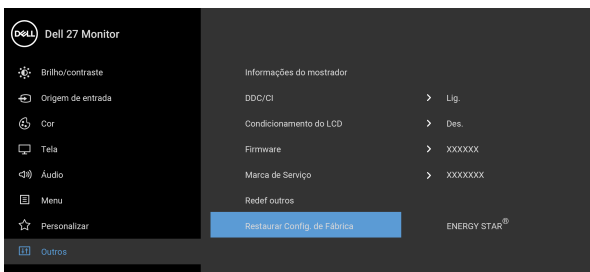 DELL Dell 27 Monitor
Brilho/contraste Informações do mostrador
Origem de entrada DDC/CI Lig.
Cor Condicionamento do LCD Des.
Tela Firmware XXXXXX
Áudio Marca de Serviço XXXXXXX
Menu Redef outros
Personalizar Restaurar Config. de Fábrica ENERGY STAR®
Outros